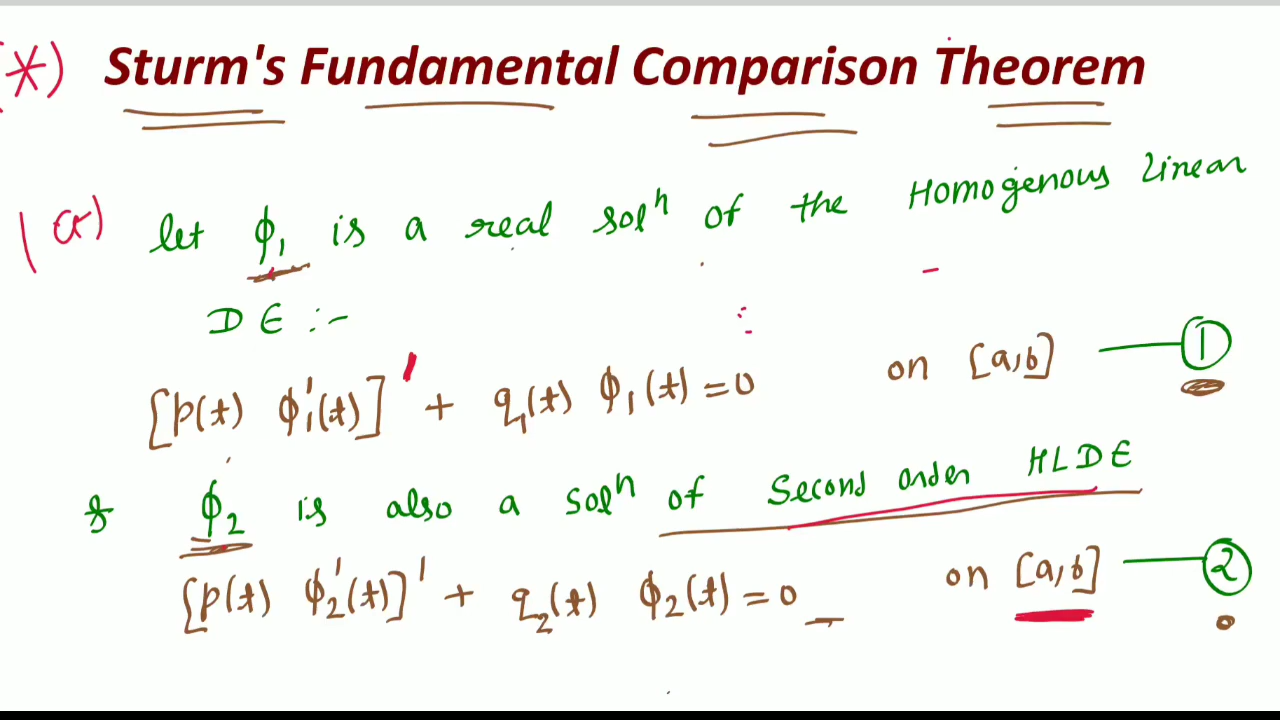 (*) Sturm's Fundamental Comparison Theorem
(α) let ϕ₁ is a real solⁿ of the Homogenous Linear
DE :-
[p(t) ϕ₁'(t)]' + q₁(t) ϕ₁(t) = 0 on [a,b] — ①
& ϕ₂ is also a solⁿ of Second order HLDE
[p(t) ϕ₂'(t)]' + q₂(t) ϕ₂(t) = 0 on [a,b] — ②